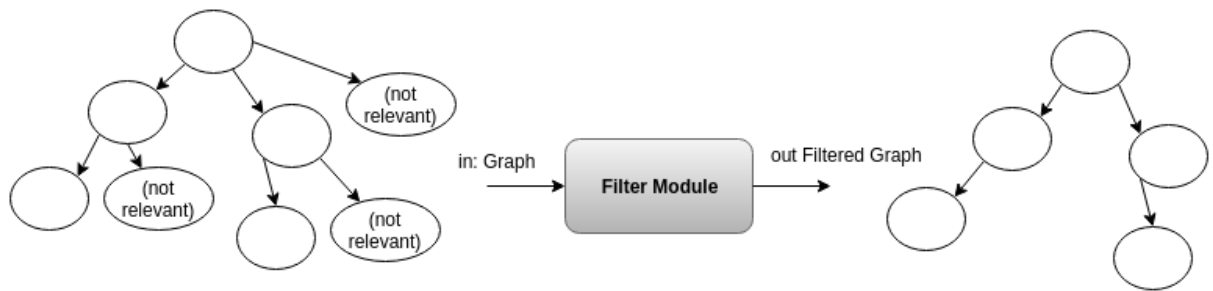 (not
relevant)
(not
relevant)
(not
relevant)
in: Graph
Filter Module
out Filtered Graph